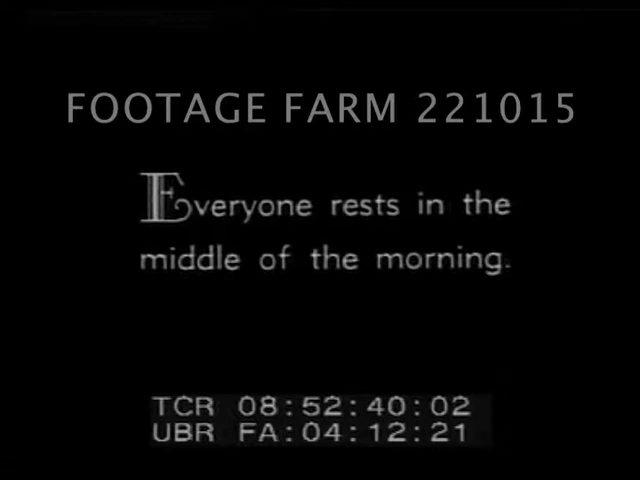 FOOTAGE FARM 221015
Everyone rests in the
middle of the morning.
TCR 08:52:40:02
UBR FA:04:12:21